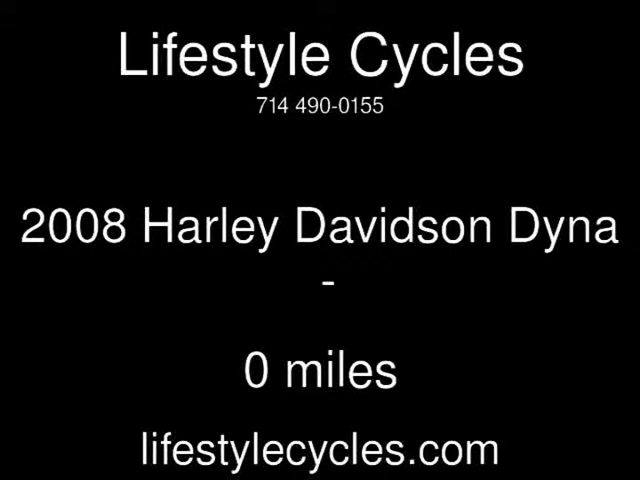 Lifestyle Cycles
714 490-0155
2008 Harley Davidson Dyna
-
0 miles
lifestylecycles.com